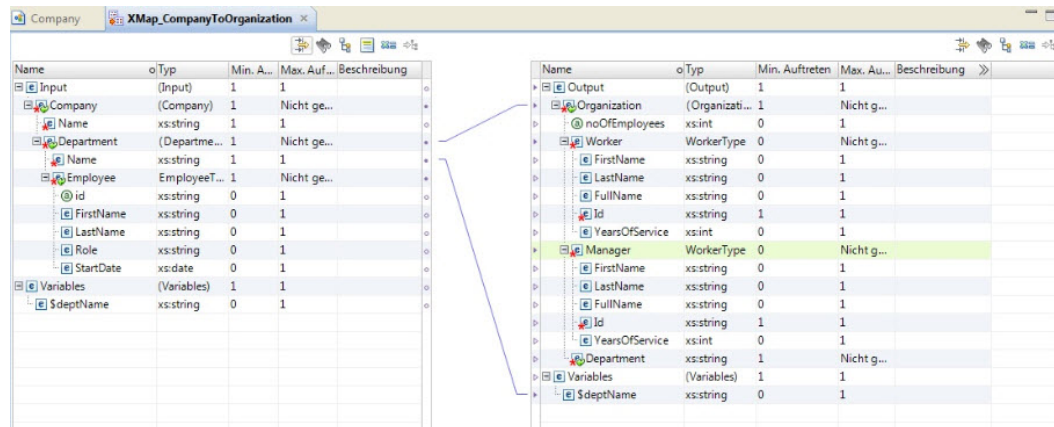 Company XMap_CompanyToOrganization
Name Typ Min. A... Max. Auf... Beschreibung
Input (Input) 1 1
Company (Company) 1 Nicht ge...
Name xs:string 1 1
Department (Departme... 1 Nicht ge...
Name xs:string 1 1
Employee EmployeeT... 1 Nicht ge...
id xs:string 0 1
FirstName xs:string 0 1
LastName xs:string 0 1
Role xs:string 0 1
StartDate xs:date 0 1
Variables (Variables) 1 1
$deptName xs:string 0 1
Name Typ Min. Auftreten Max. Au... Beschreibung
Output (Output) 1 1
Organization (Organizati... 1 Nicht g...
noOfEmployees xs:int 0 1
Worker WorkerType 0 Nicht g...
FirstName xs:string 0 1
LastName xs:string 0 1
FullName xs:string 0 1
Id xs:string 1 1
YearsOfService xs:int 0 1
Manager WorkerType 0 Nicht g...
FirstName xs:string 0 1
LastName xs:string 0 1
FullName xs:string 0 1
Id xs:string 1 1
YearsOfService xs:int 0 1
Department xs:string 1 Nicht g...
Variables (Variables) 1 1
$deptName xs:string 0 1